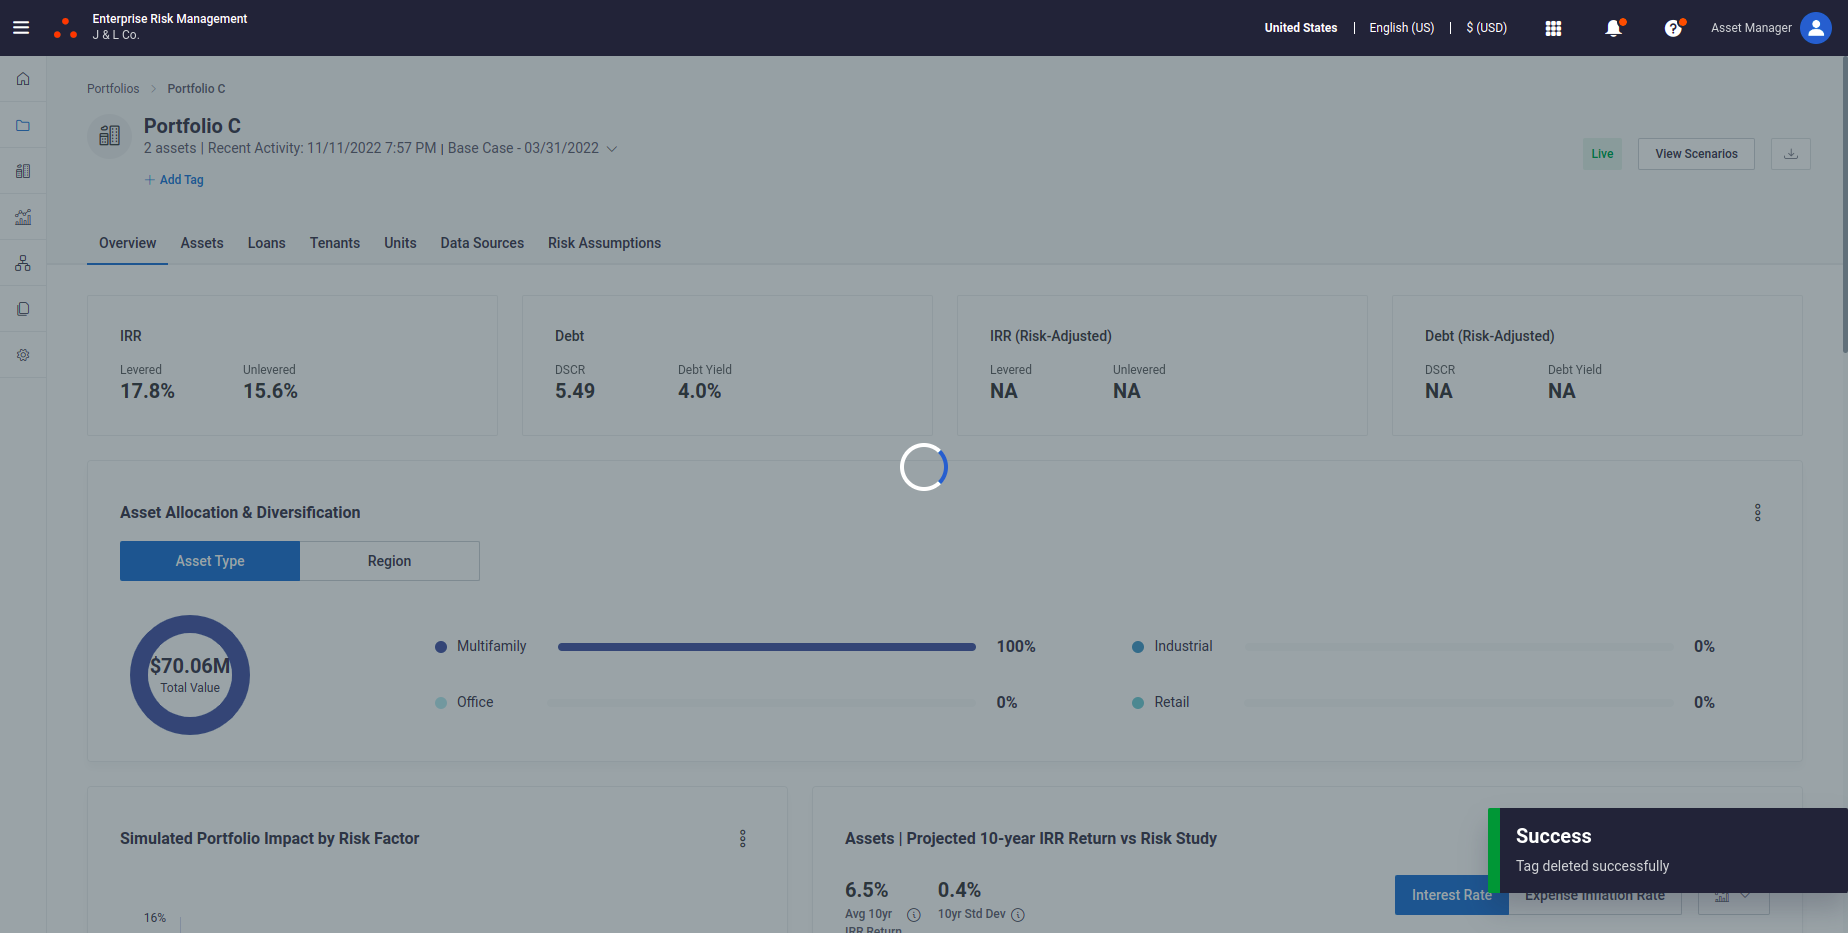 Enterprise Risk Management
J & L Co.
United States | English (US) | $ (USD)
Asset Manager
Portfolios > Portfolio C
Portfolio C
2 assets | Recent Activity: 11/11/2022 7:57 PM | Base Case - 03/31/2022
+ Add Tag
Live
View Scenarios
Overview Assets Loans Tenants Units Data Sources Risk Assumptions
IRR
Levered Unlevered
17.8% 15.6%
Debt
DSCR Debt Yield
5.49 4.0%
IRR (Risk-Adjusted)
Levered Unlevered
NA NA
Debt (Risk-Adjusted)
DSCR Debt Yield
NA NA
Asset Allocation & Diversification
Asset Type Region
$70.06M
Total Value
Multifamily 100%
Industrial 0%
Office 0%
Retail 0%
Simulated Portfolio Impact by Risk Factor
16%
Assets | Projected 10-year IRR Return vs Risk Study
6.5% 0.4%
Avg 10yr 10yr Std Dev
IRR Return
Interest Rate Expense Inflation Rate
Success
Tag deleted successfully